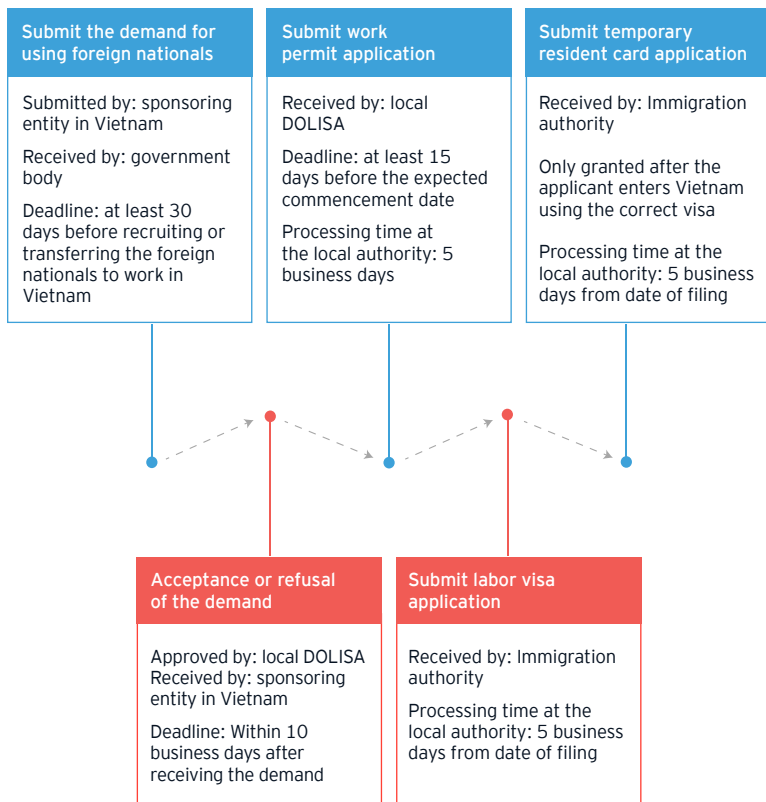 Submit the demand for
using foreign nationals
Submitted by: sponsoring
entity in Vietnam
Received by: government
body
Deadline: at least 30
days before recruiting or
transferring the foreign
nationals to work in
Vietnam
Submit work
permit application
Received by: local
DOLISA
Deadline: at least 15
days before the expected
commencement date
Processing time at
the local authority: 5
business days
Submit temporary
resident card application
Received by: Immigration
authority
Only granted after the
applicant enters Vietnam
using the correct visa
Processing time at the
local authority: 5 business
days from date of filing
Acceptance or refusal
of the demand
Approved by: local DOLISA
Received by: sponsoring
entity in Vietnam
Deadline: Within 10
business days after
receiving the demand
Submit labor visa
application
Received by: Immigration
authority
Processing time at the
local authority: 5 business
days from date of filing